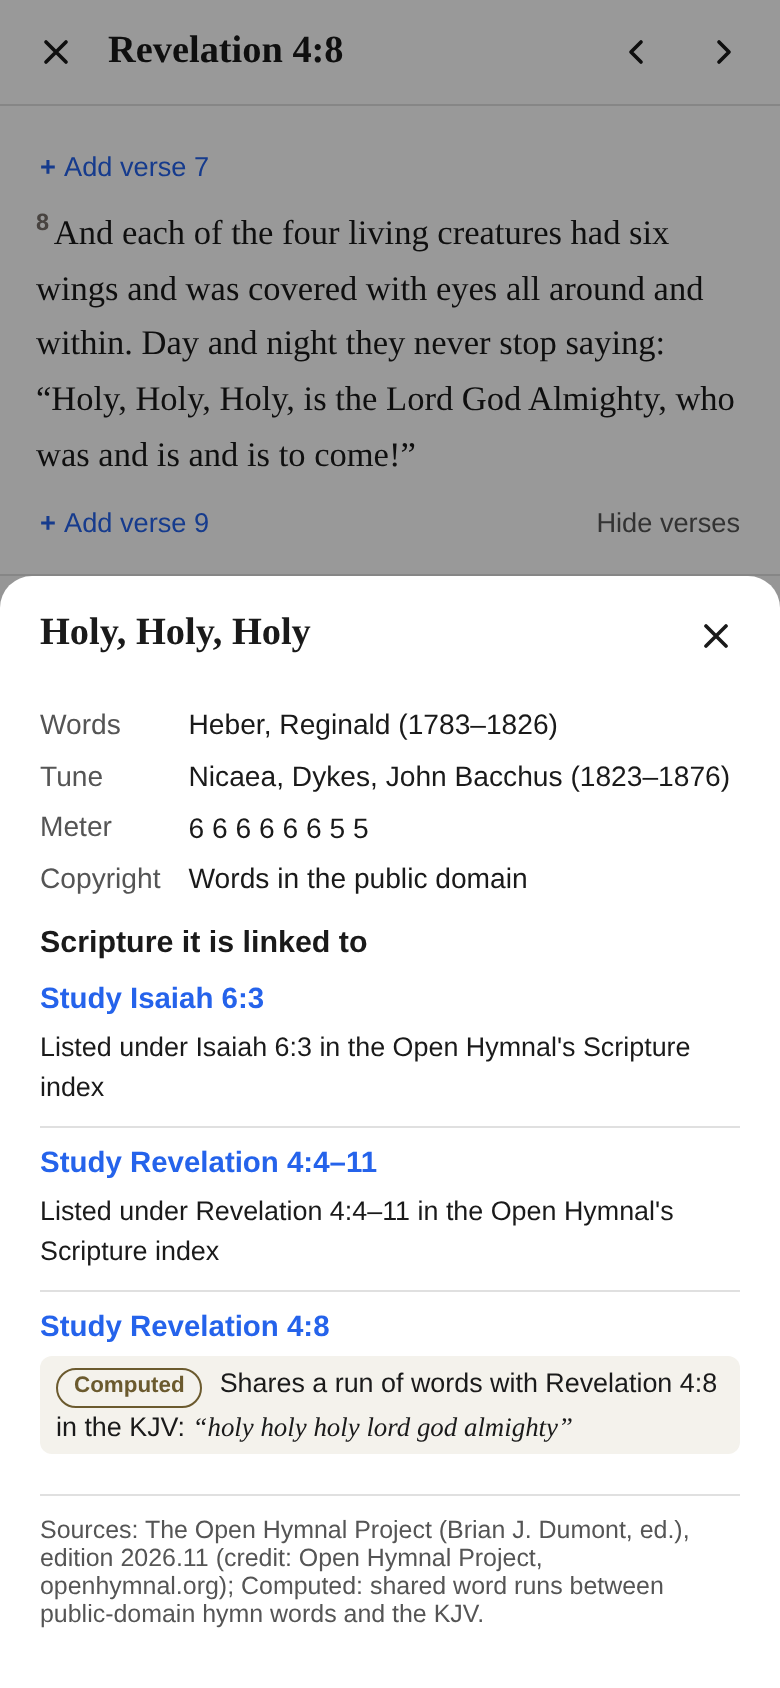 Revelation 4:8
+ Add verse 7
8 And each of the four living creatures had six
wings and was covered with eyes all around and
within. Day and night they never stop saying:
“Holy, Holy, Holy, is the Lord God Almighty, who
was and is and is to come!”
+ Add verse 9 Hide verses
Holy, Holy, Holy
Words Heber, Reginald (1783–1826)
Tune Nicaea, Dykes, John Bacchus (1823–1876)
Meter 6 6 6 6 6 6 5 5
Copyright Words in the public domain
Scripture it is linked to
Study Isaiah 6:3
Listed under Isaiah 6:3 in the Open Hymnal's Scripture
index
Study Revelation 4:4–11
Listed under Revelation 4:4–11 in the Open Hymnal's
Scripture index
Study Revelation 4:8
Computed Shares a run of words with Revelation 4:8
in the KJV: “holy holy holy lord god almighty”
Sources: The Open Hymnal Project (Brian J. Dumont, ed.),
edition 2026.11 (credit: Open Hymnal Project,
openhymnal.org); Computed: shared word runs between
public-domain hymn words and the KJV.